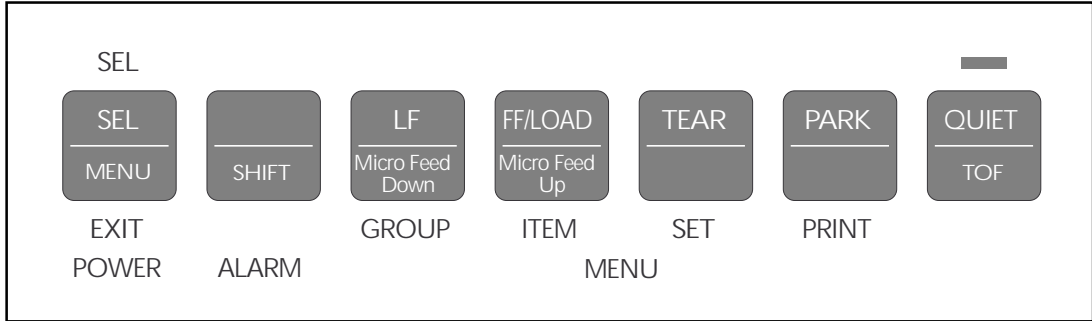 SEL
SEL
MENU
SHIFT
LF
Micro Feed
Down
FF/LOAD
Micro Feed
Up
TEAR
PARK
QUIET
TOF
EXIT GROUP ITEM SET PRINT
POWER ALARM MENU